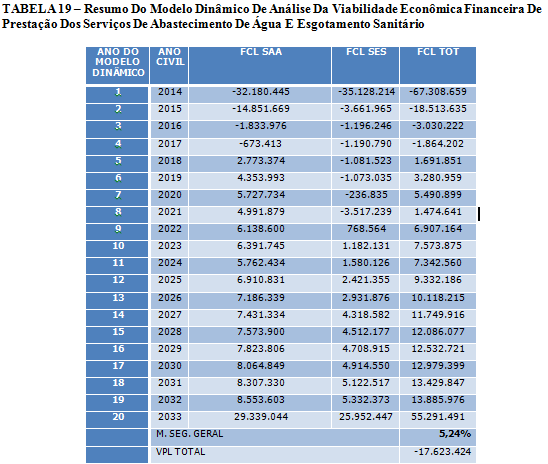 TABELA 19 – Resumo Do Modelo Dinâmico De Análise Da Viabilidade Econômica Financeira De
Prestação Dos Serviços De Abastecimento De Água E Esgotamento Sanitário
ANO DO MODELO DINÂMICO ANO CIVIL FCL SAA FCL SES FCL TOT
1 2014 -32.180.445 -35.128.214 -67.308.659
2 2015 -14.851.669 -3.661.965 -18.513.635
3 2016 -1.833.976 -1.196.246 -3.030.222
4 2017 -673.413 -1.190.790 -1.864.202
5 2018 2.773.374 -1.081.523 1.691.851
6 2019 4.353.993 -1.073.035 3.280.959
7 2020 5.727.734 -236.835 5.490.899
8 2021 4.991.879 -3.517.239 1.474.641
9 2022 6.138.600 768.564 6.907.164
10 2023 6.391.745 1.182.131 7.573.875
11 2024 5.762.434 1.580.126 7.342.560
12 2025 6.910.831 2.421.355 9.332.186
13 2026 7.186.339 2.931.876 10.118.215
14 2027 7.431.334 4.318.582 11.749.916
15 2028 7.573.900 4.512.177 12.086.077
16 2029 7.823.806 4.708.915 12.532.721
17 2030 8.064.849 4.914.550 12.979.399
18 2031 8.307.330 5.122.517 13.429.847
19 2032 8.553.603 5.332.373 13.885.976
20 2033 29.339.044 25.952.447 55.291.491
M. SEG. GERAL 5,24%
VPL TOTAL -17.623.424